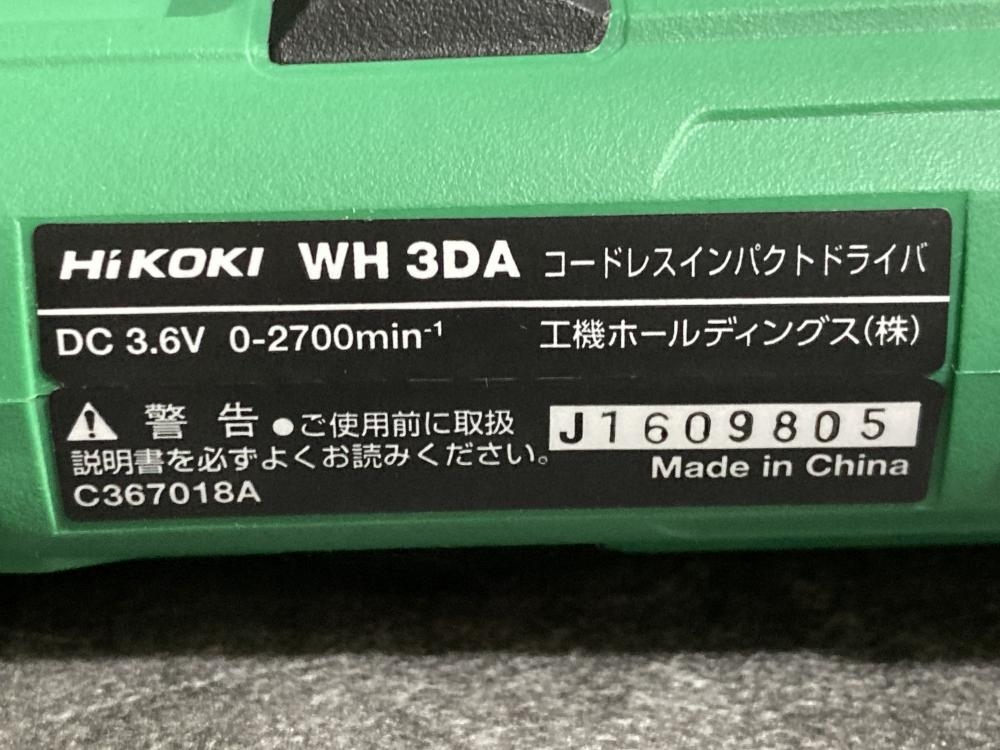 HiKOKI WH 3DA コードレスインパクトドライバ
DC 3.6V 0-2700min⁻¹ 工機ホールディングス(株)
警告 ●ご使用前に取扱
説明書を必ずよくお読みください。
C367018A
J1609805
Made in China